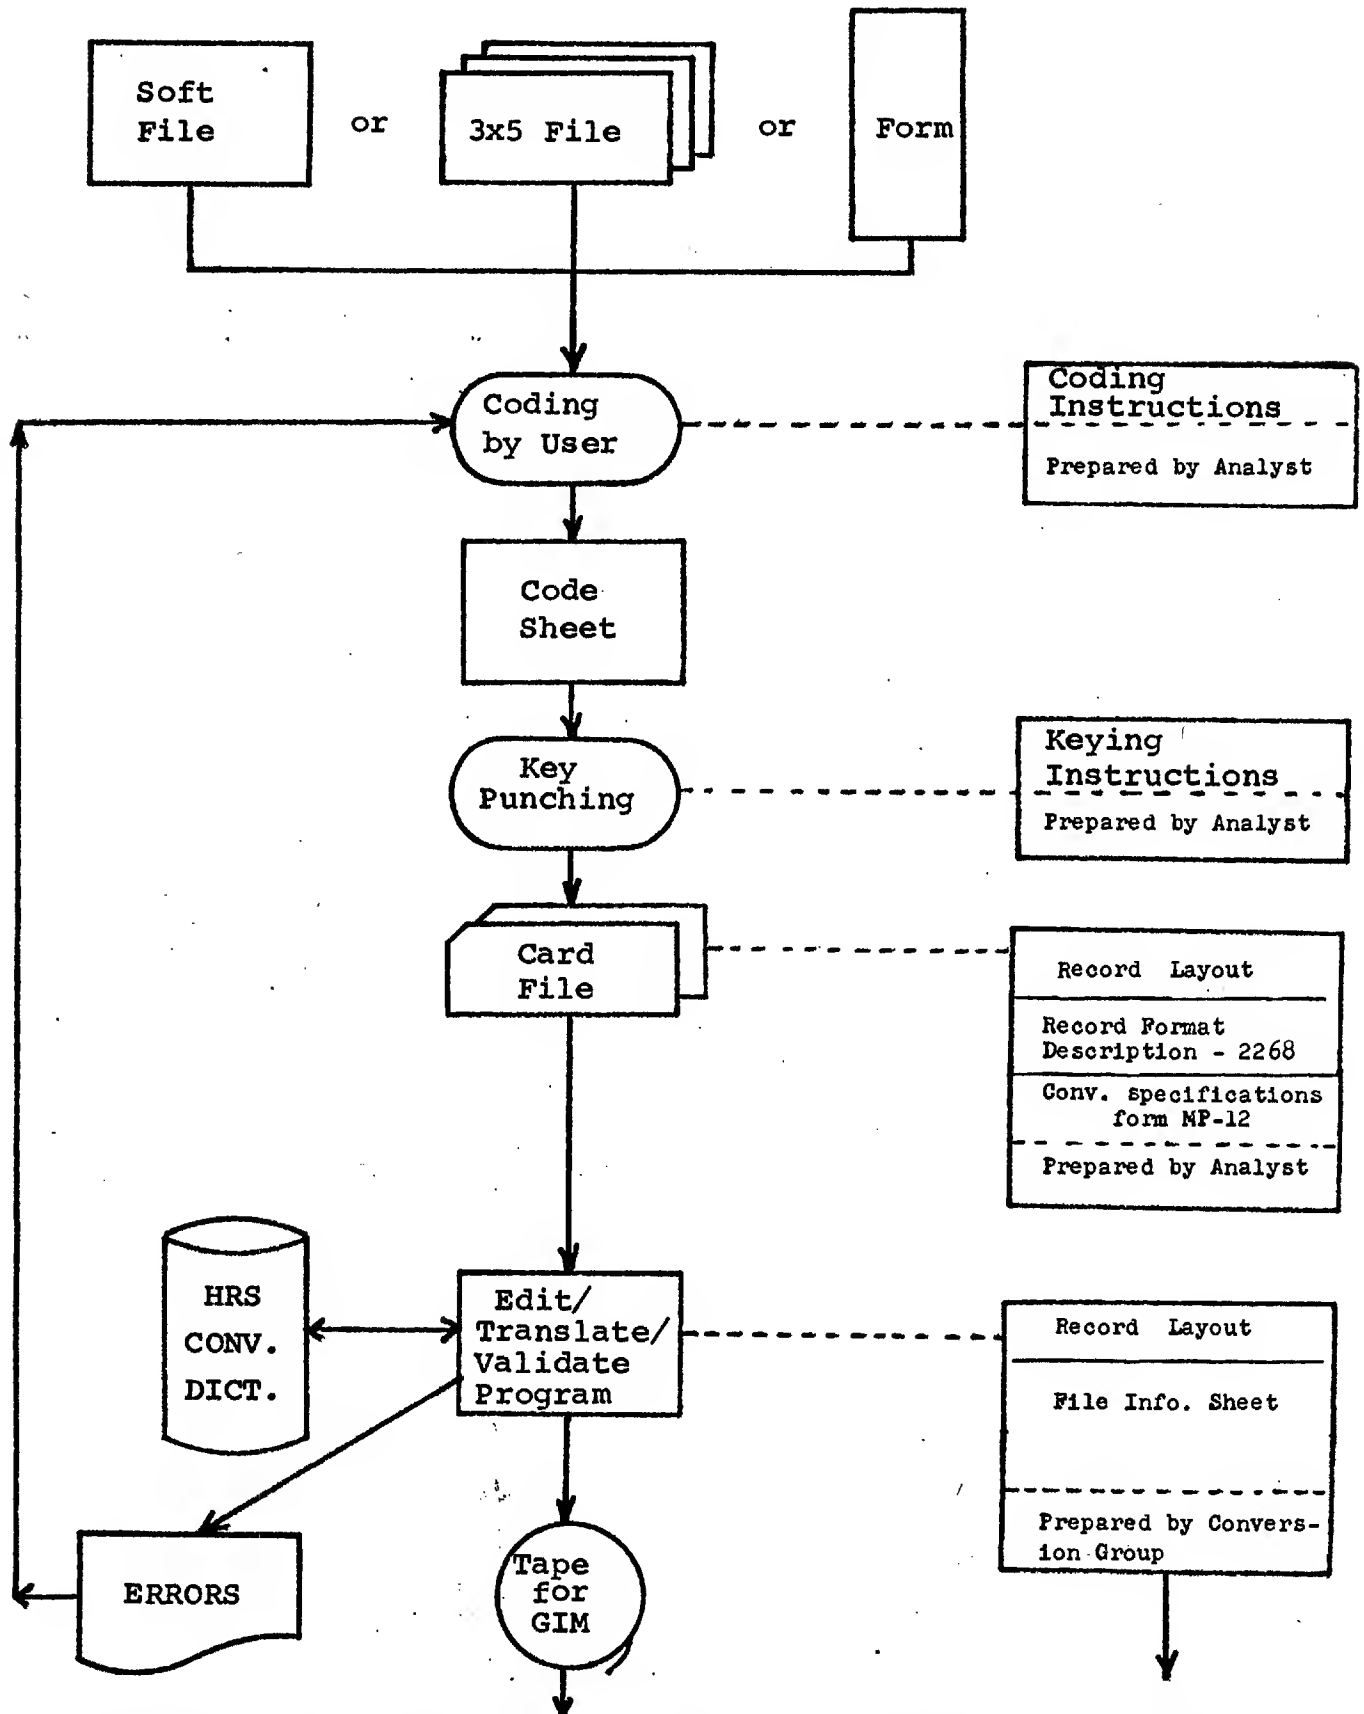 Soft
File
or
3x5 File
or
Form
Coding
by User
Coding
Instructions
Prepared by Analyst
Code
Sheet
Key
Punching
Keying
Instructions
Prepared by Analyst
Card
File
Record Layout
Record Format
Description - 2268
Conv. specifications
form MP-12
Prepared by Analyst
HRS
CONV.
DICT.
Edit/
Translate/
Validate
Program
Record Layout
File Info. Sheet
Prepared by Convers-
ion Group
ERRORS
Tape
for
GIM